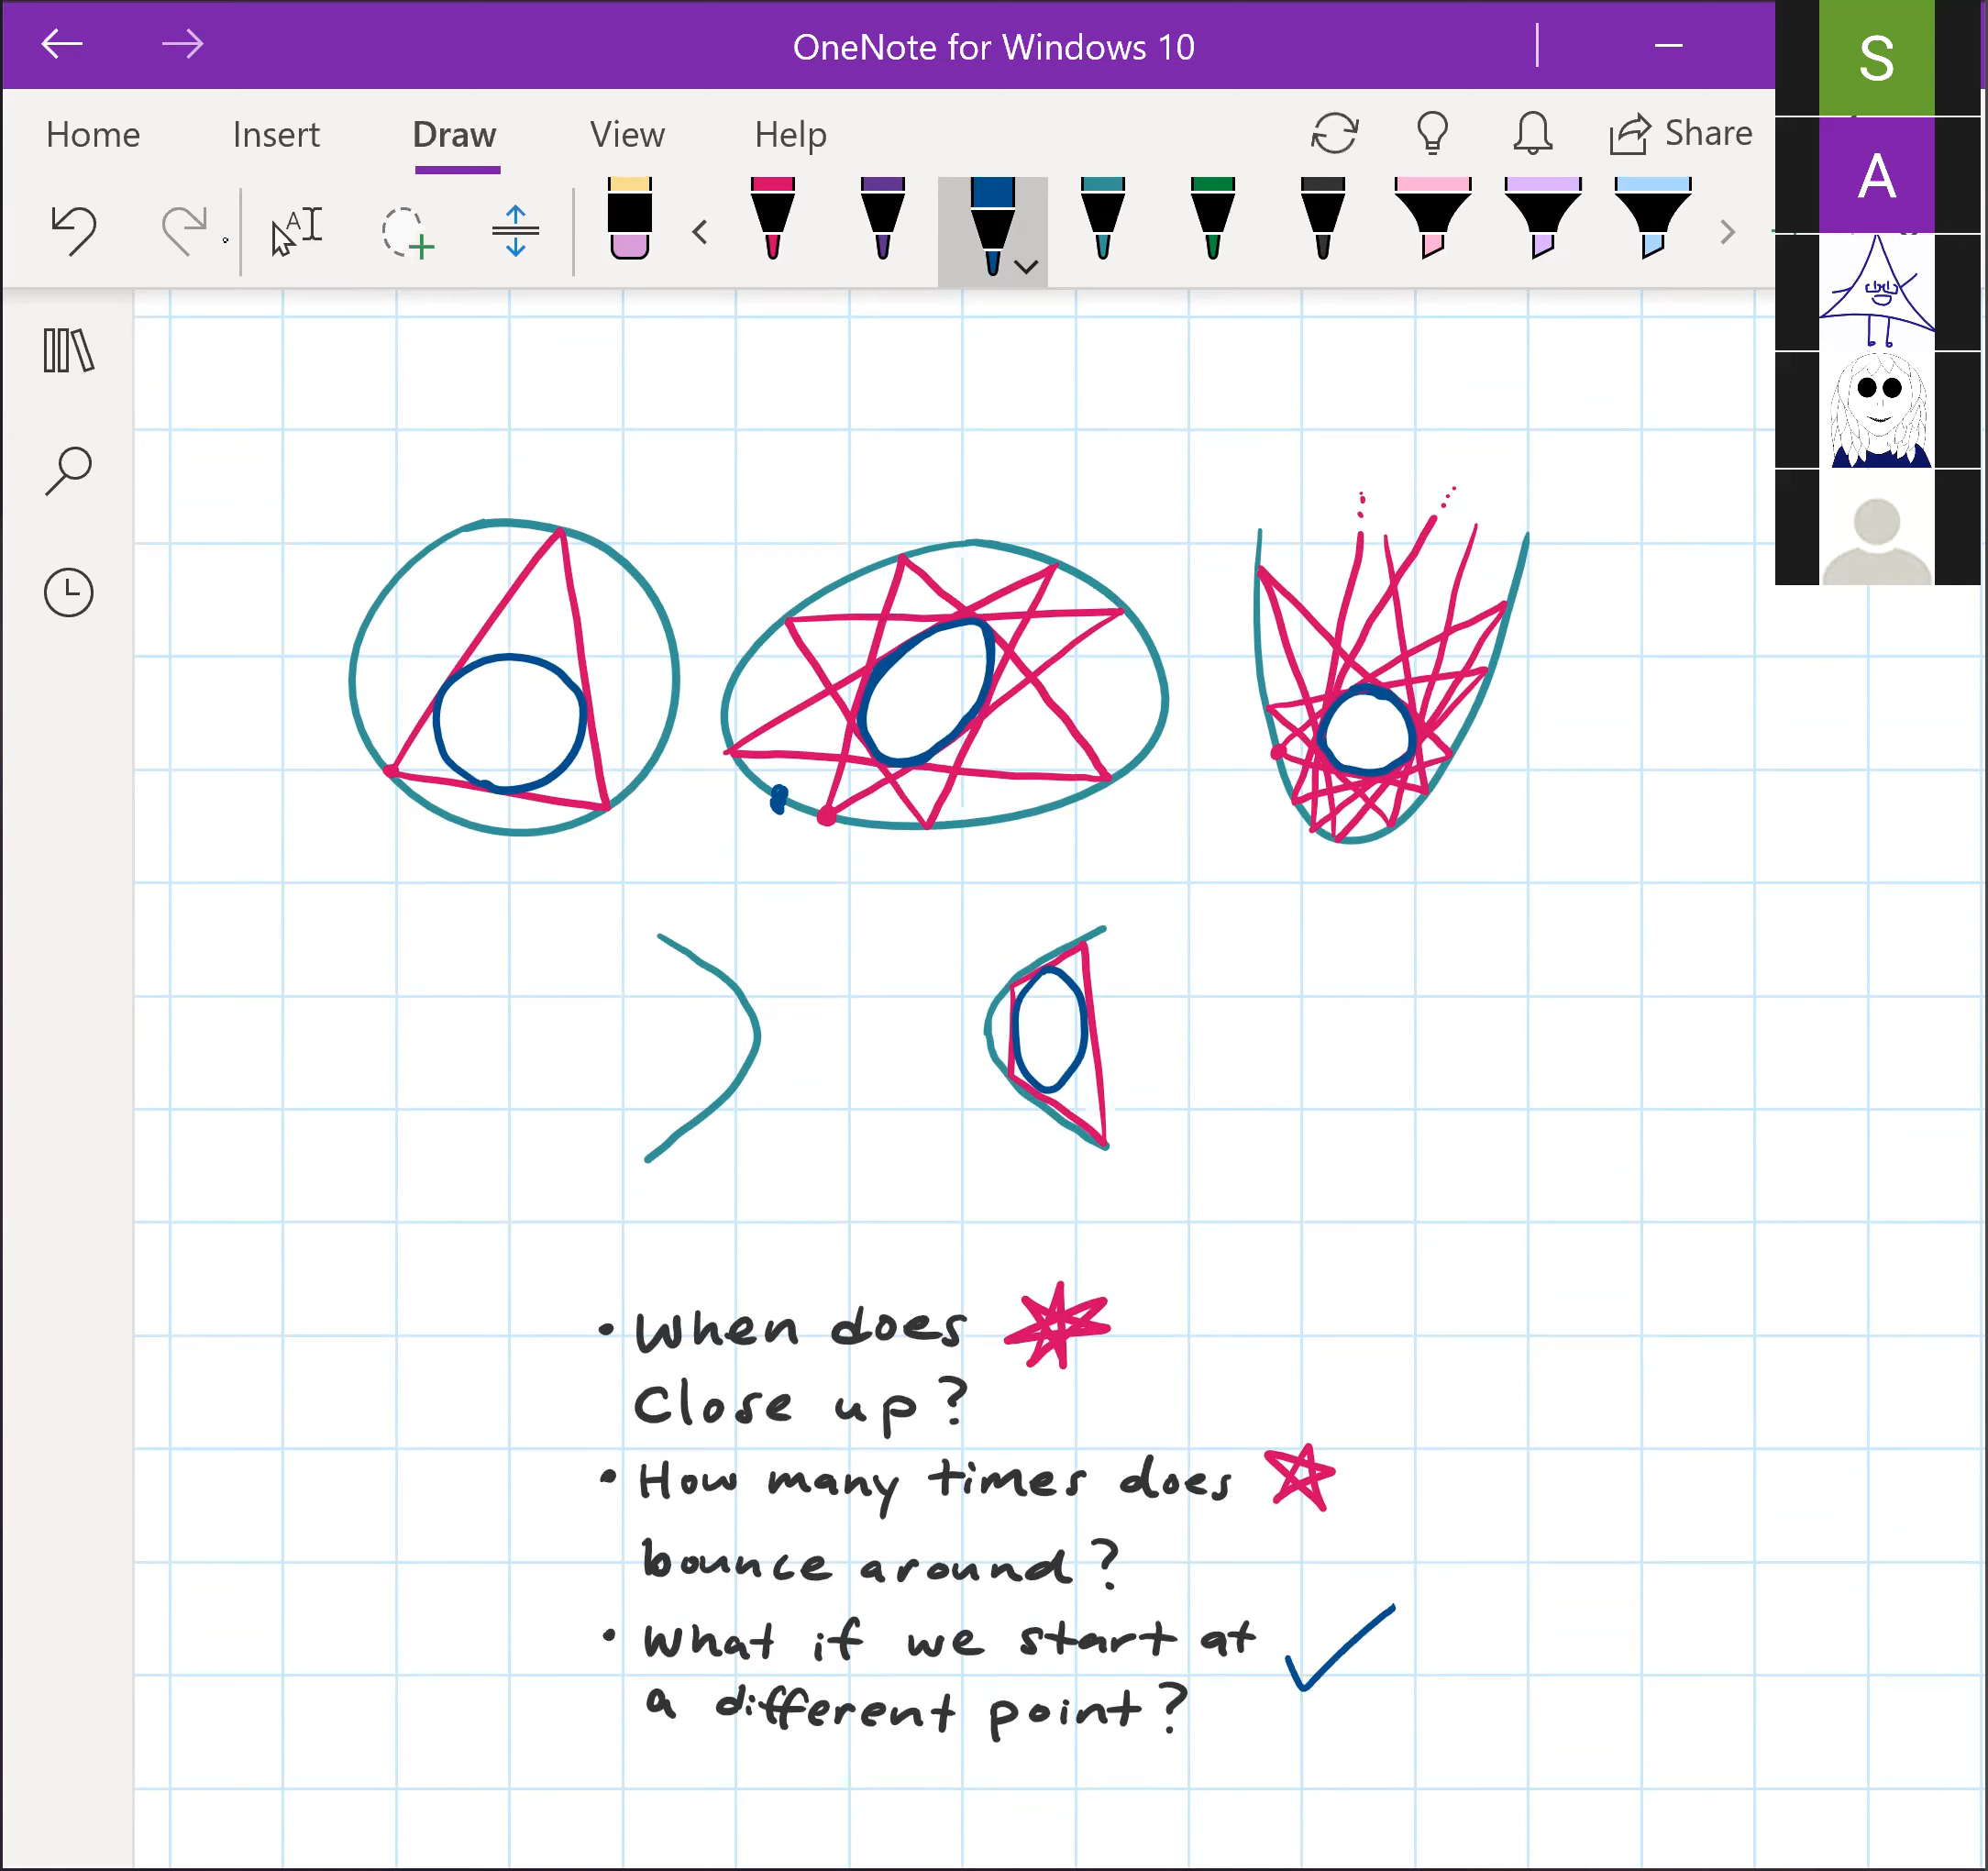 OneNote for Windows 10
S
Home Insert Draw View Help Share
A
• When does
Close up?
• How many times does
bounce around?
• What if we start at
a different point?